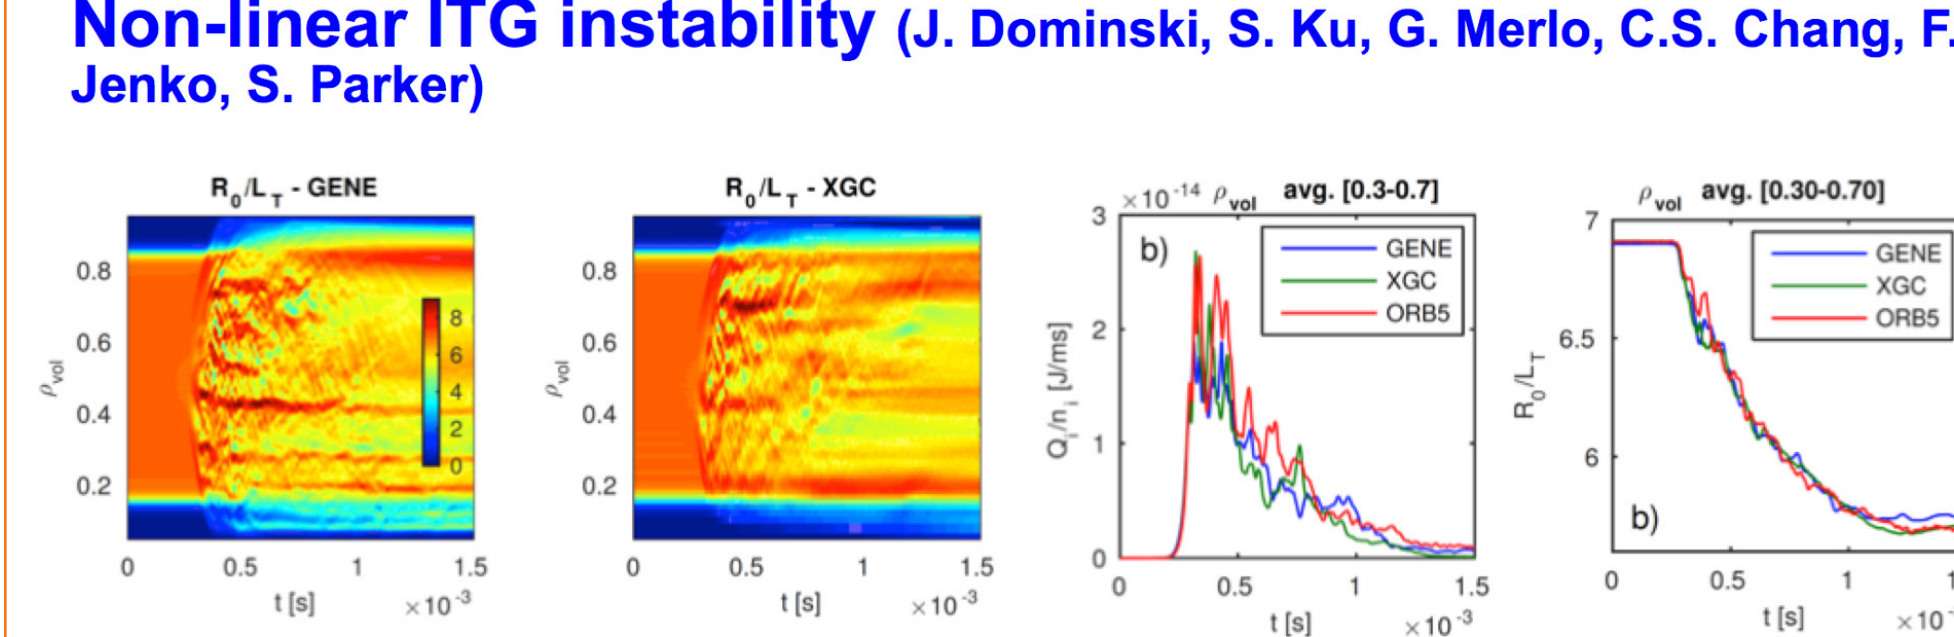 Non-linear ITG instability (J. Dominski, S. Ku, G. Merlo, C.S. Chang, F.
Jenko, S. Parker)
R0/LT - GENE
ρvol
0.8
0.6
0.4
0.2
8
6
4
2
0
0 0.5 1 1.5
t [s] ×10-3
R0/LT - XGC
ρvol
0.8
0.6
0.4
0.2
0 0.5 1 1.5
t [s] ×10-3
×10-14 ρvol avg. [0.3-0.7]
b)
GENE
XGC
ORB5
Qi/ni [J/ms]
3
2
1
0
0 0.5 1 1.5
t [s] ×10-3
ρvol avg. [0.30-0.70]
GENE
XGC
ORB5
R0/LT
7
6.5
6
b)
0 0.5 1
t [s] ×10